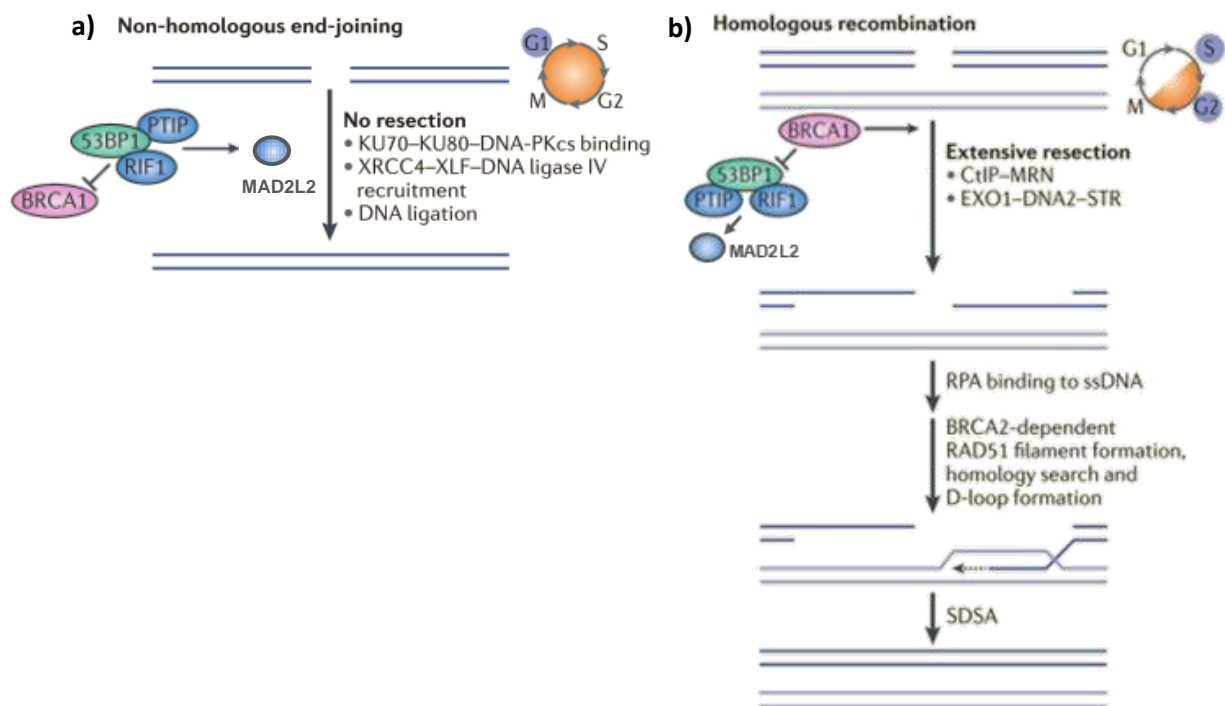 a) Non-homologous end-joining
G1
S
M
G2
53BP1
PTIP
RIF1
BRCA1
MAD2L2
No resection
• KU70–KU80–DNA-PKcs binding
• XRCC4–XLF–DNA ligase IV
recruitment
• DNA ligation
b) Homologous recombination
G1
S
M
G2
BRCA1
53BP1
PTIP
RIF1
MAD2L2
Extensive resection
• CtIP–MRN
• EXO1–DNA2–STR
RPA binding to ssDNA
BRCA2-dependent
RAD51 filament formation,
homology search and
D-loop formation
SDSA